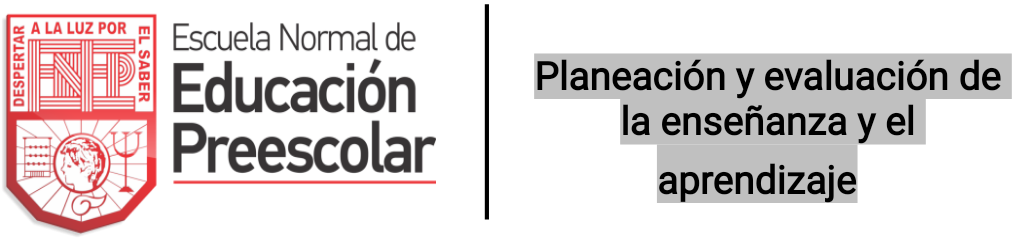 DESPERTAR
A LA LUZ POR
EL SABER
ENEP
Escuela Normal de
Educación
Preescolar
Planeación y evaluación de
la enseñanza y el
aprendizaje